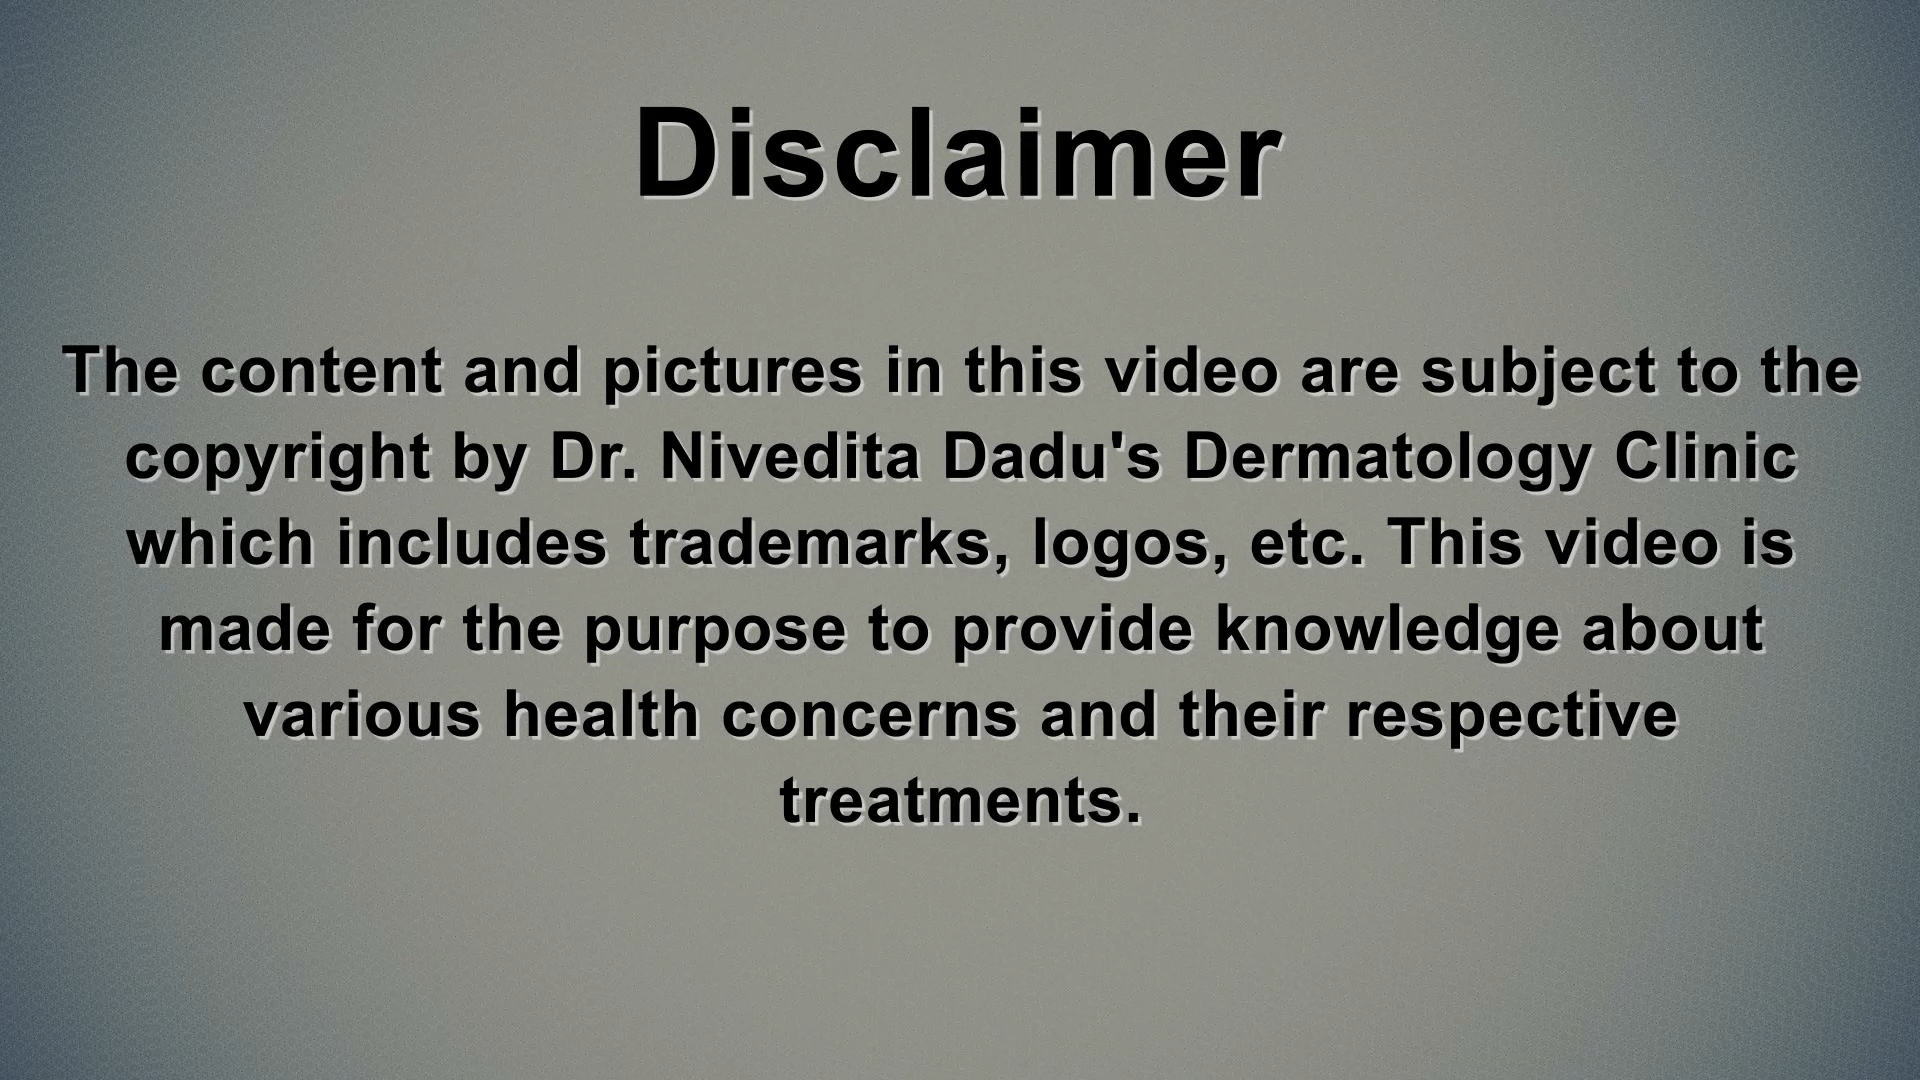 Disclaimer
The content and pictures in this video are subject to the
copyright by Dr. Nivedita Dadu's Dermatology Clinic
which includes trademarks, logos, etc. This video is
made for the purpose to provide knowledge about
various health concerns and their respective
treatments.